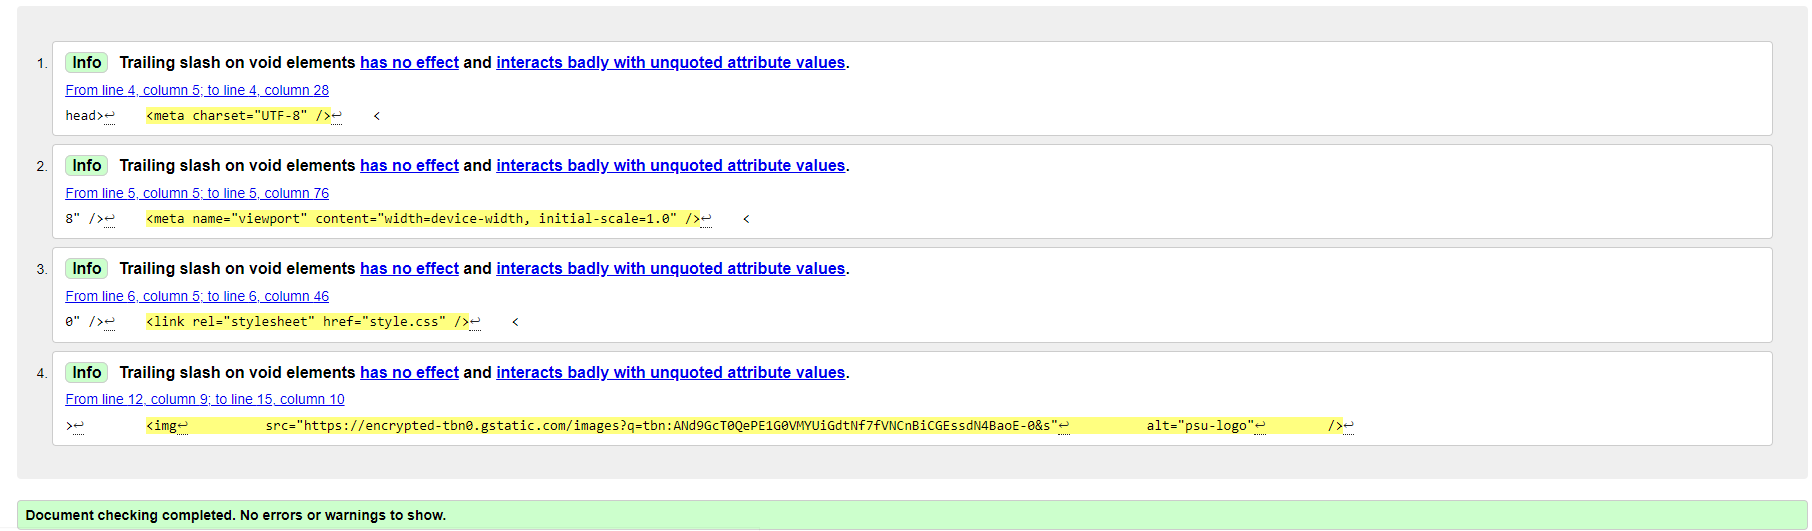 1. Info Trailing slash on void elements has no effect and interacts badly with unquoted attribute values.
From line 4, column 5; to line 4, column 28
head>↩    <meta charset="UTF-8" />↩    <
2. Info Trailing slash on void elements has no effect and interacts badly with unquoted attribute values.
From line 5, column 5; to line 5, column 76
8" />↩    <meta name="viewport" content="width=device-width, initial-scale=1.0" />↩    <
3. Info Trailing slash on void elements has no effect and interacts badly with unquoted attribute values.
From line 6, column 5; to line 6, column 46
0" />↩    <link rel="stylesheet" href="style.css" />↩    <
4. Info Trailing slash on void elements has no effect and interacts badly with unquoted attribute values.
From line 12, column 9; to line 15, column 10
>↩        <img↩          src="https://encrypted-tbn0.gstatic.com/images?q=tbn:ANd9GcT0QePE1G0VMYUiGdtNf7fVNCnBiCGEssdN4BaoE-0&s"↩          alt="psu-logo"↩        />↩
Document checking completed. No errors or warnings to show.